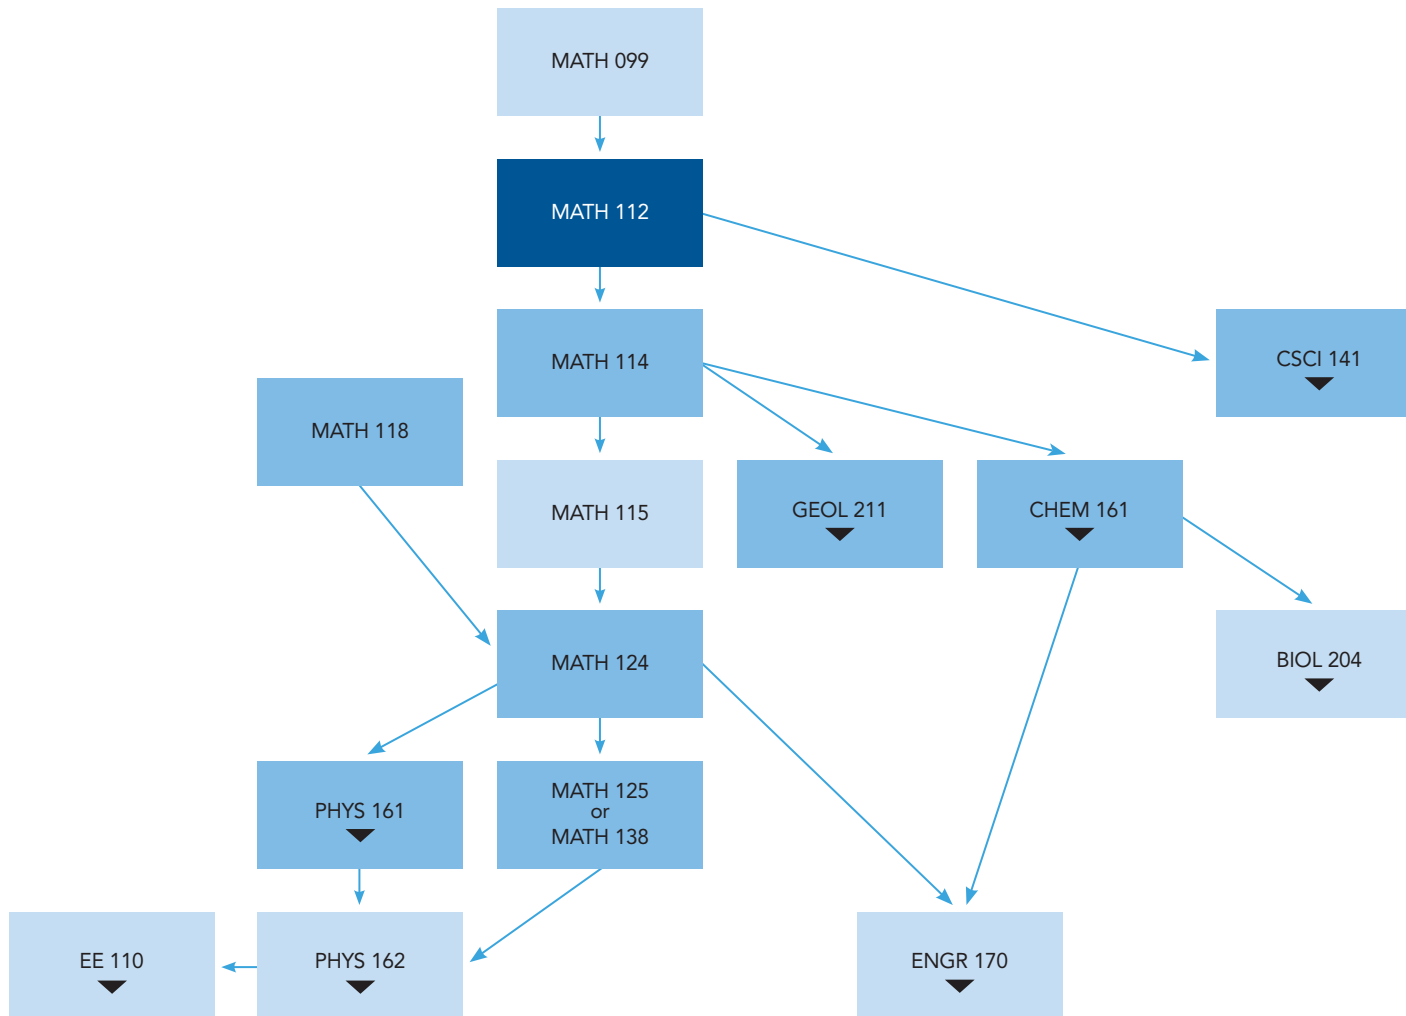 MATH 099
MATH 112
MATH 114
CSCI 141
MATH 118
MATH 115
GEOL 211
CHEM 161
MATH 124
BIOL 204
PHYS 161
MATH 125
or
MATH 138
EE 110
PHYS 162
ENGR 170